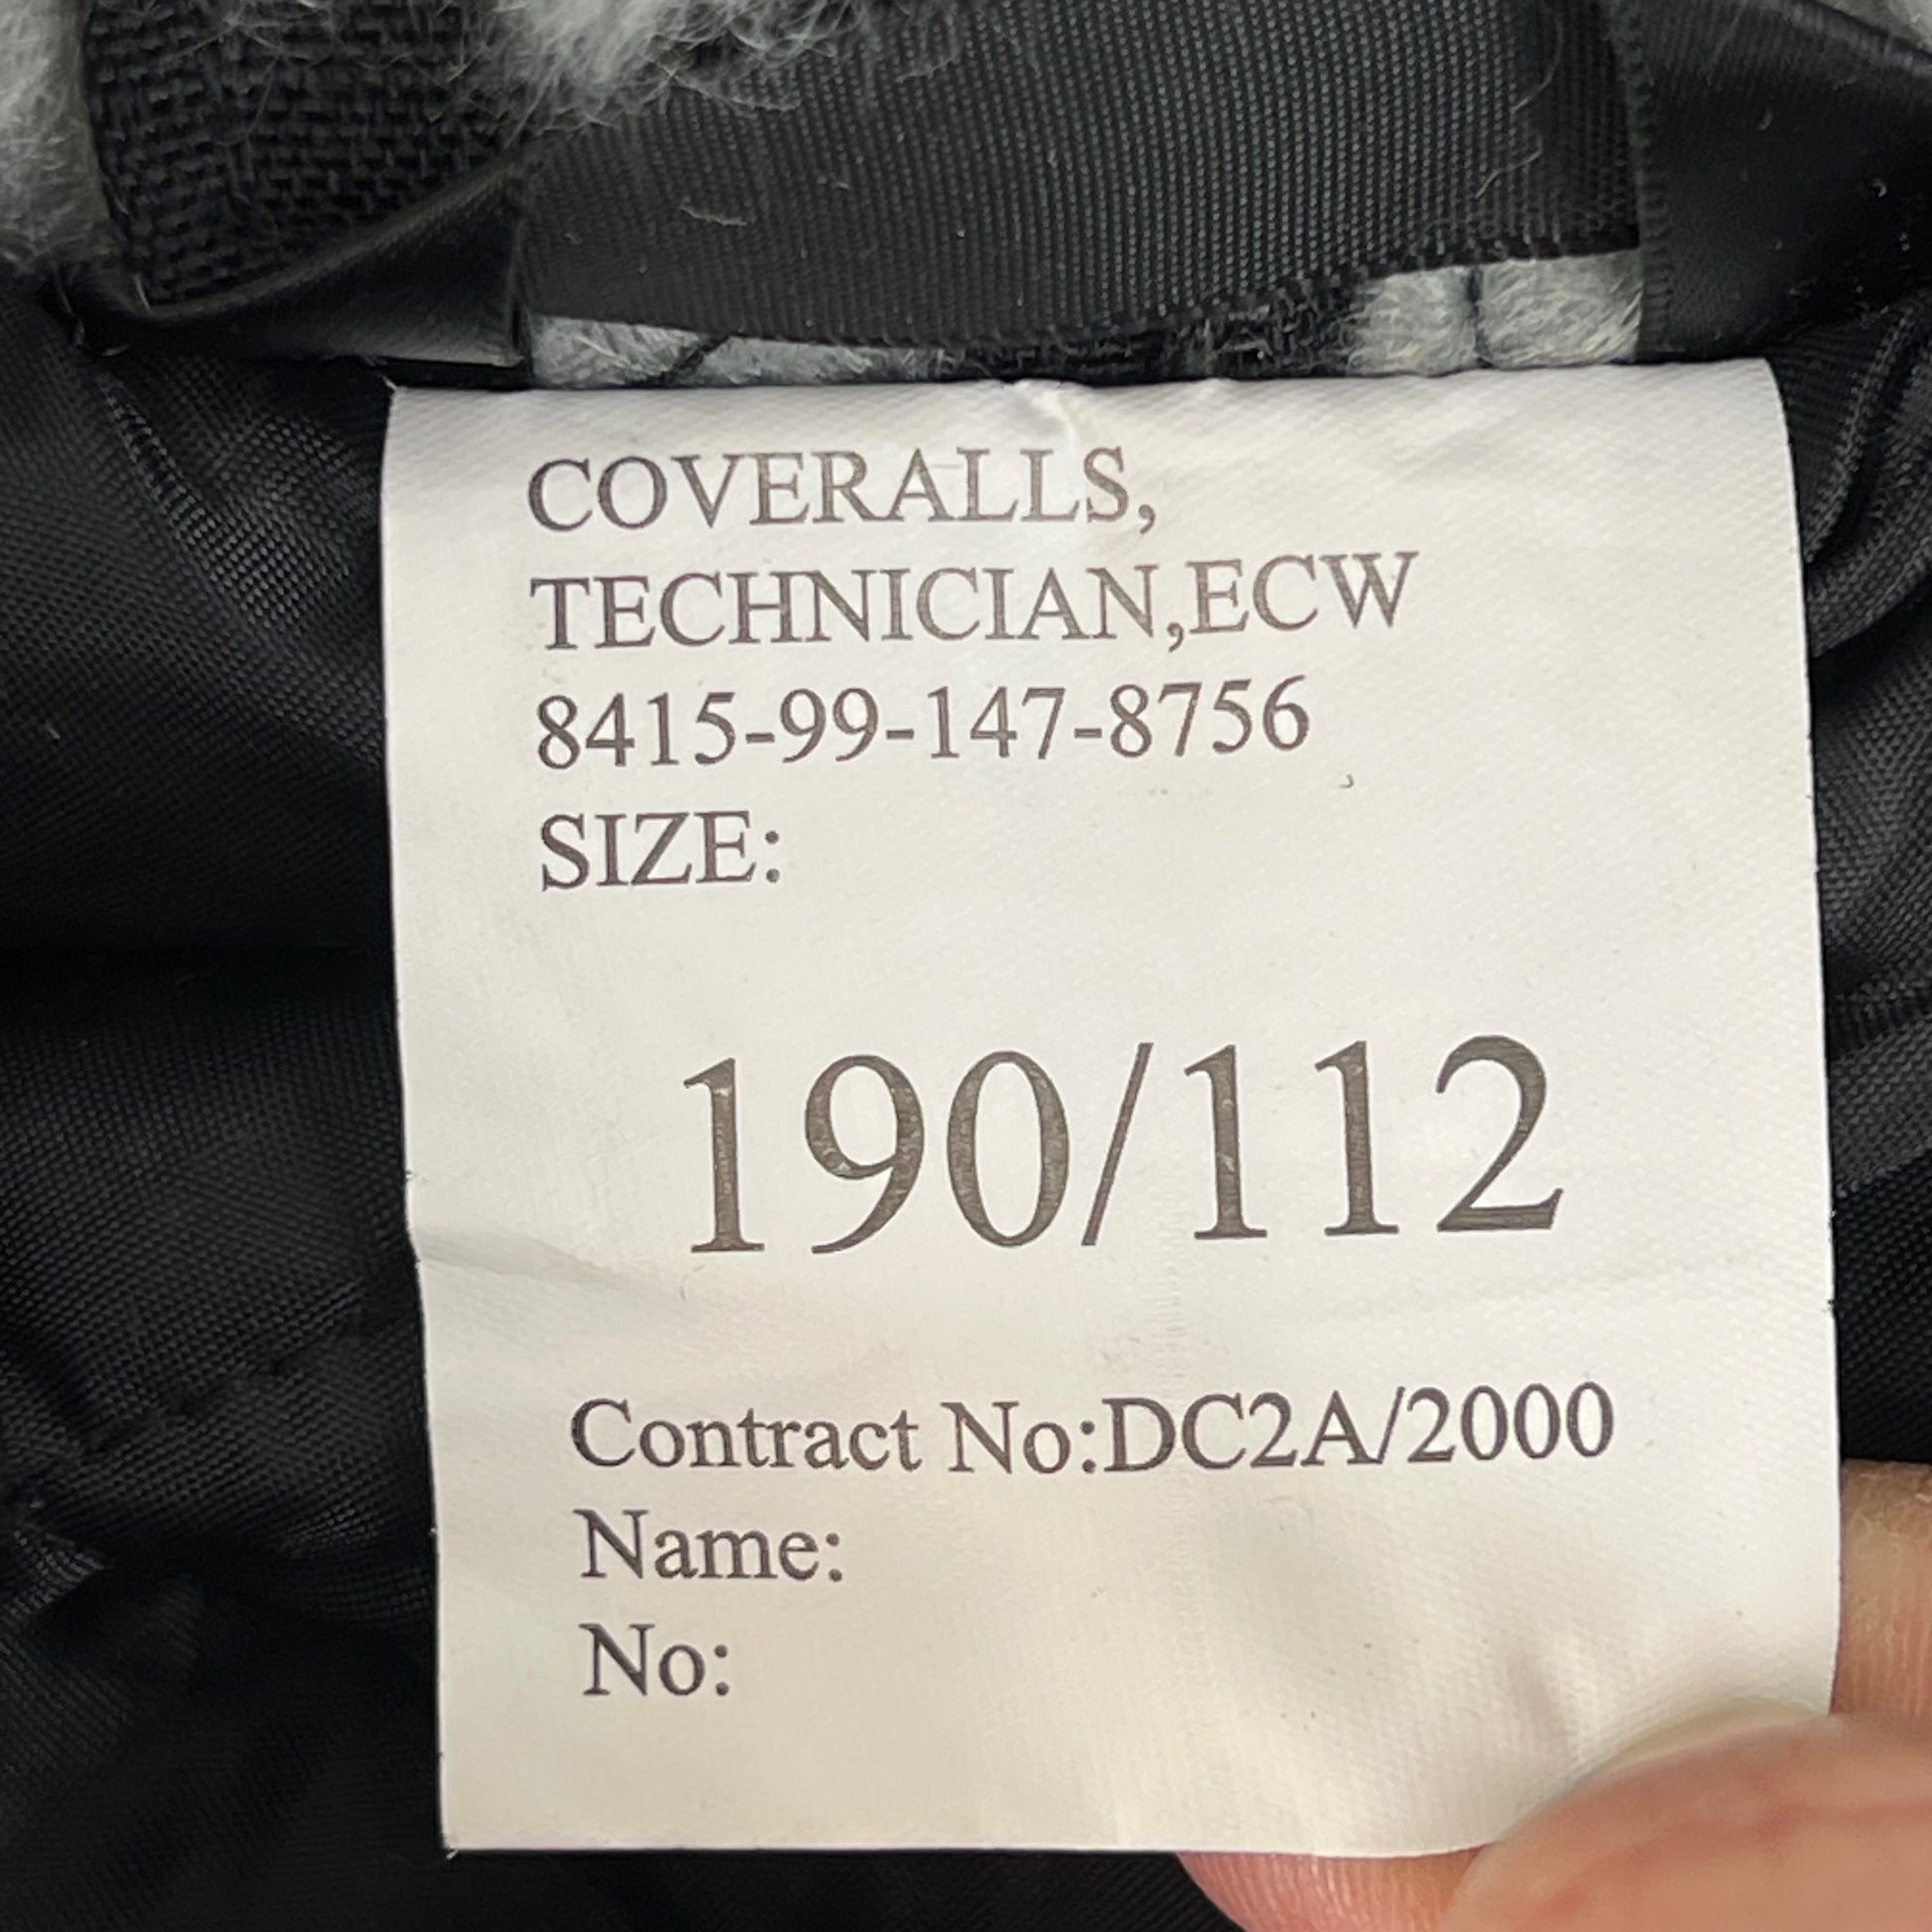 COVERALLS,
TECHNICIAN,ECW
8415-99-147-8756
SIZE:
190/112
Contract No:DC2A/2000
Name:
No: